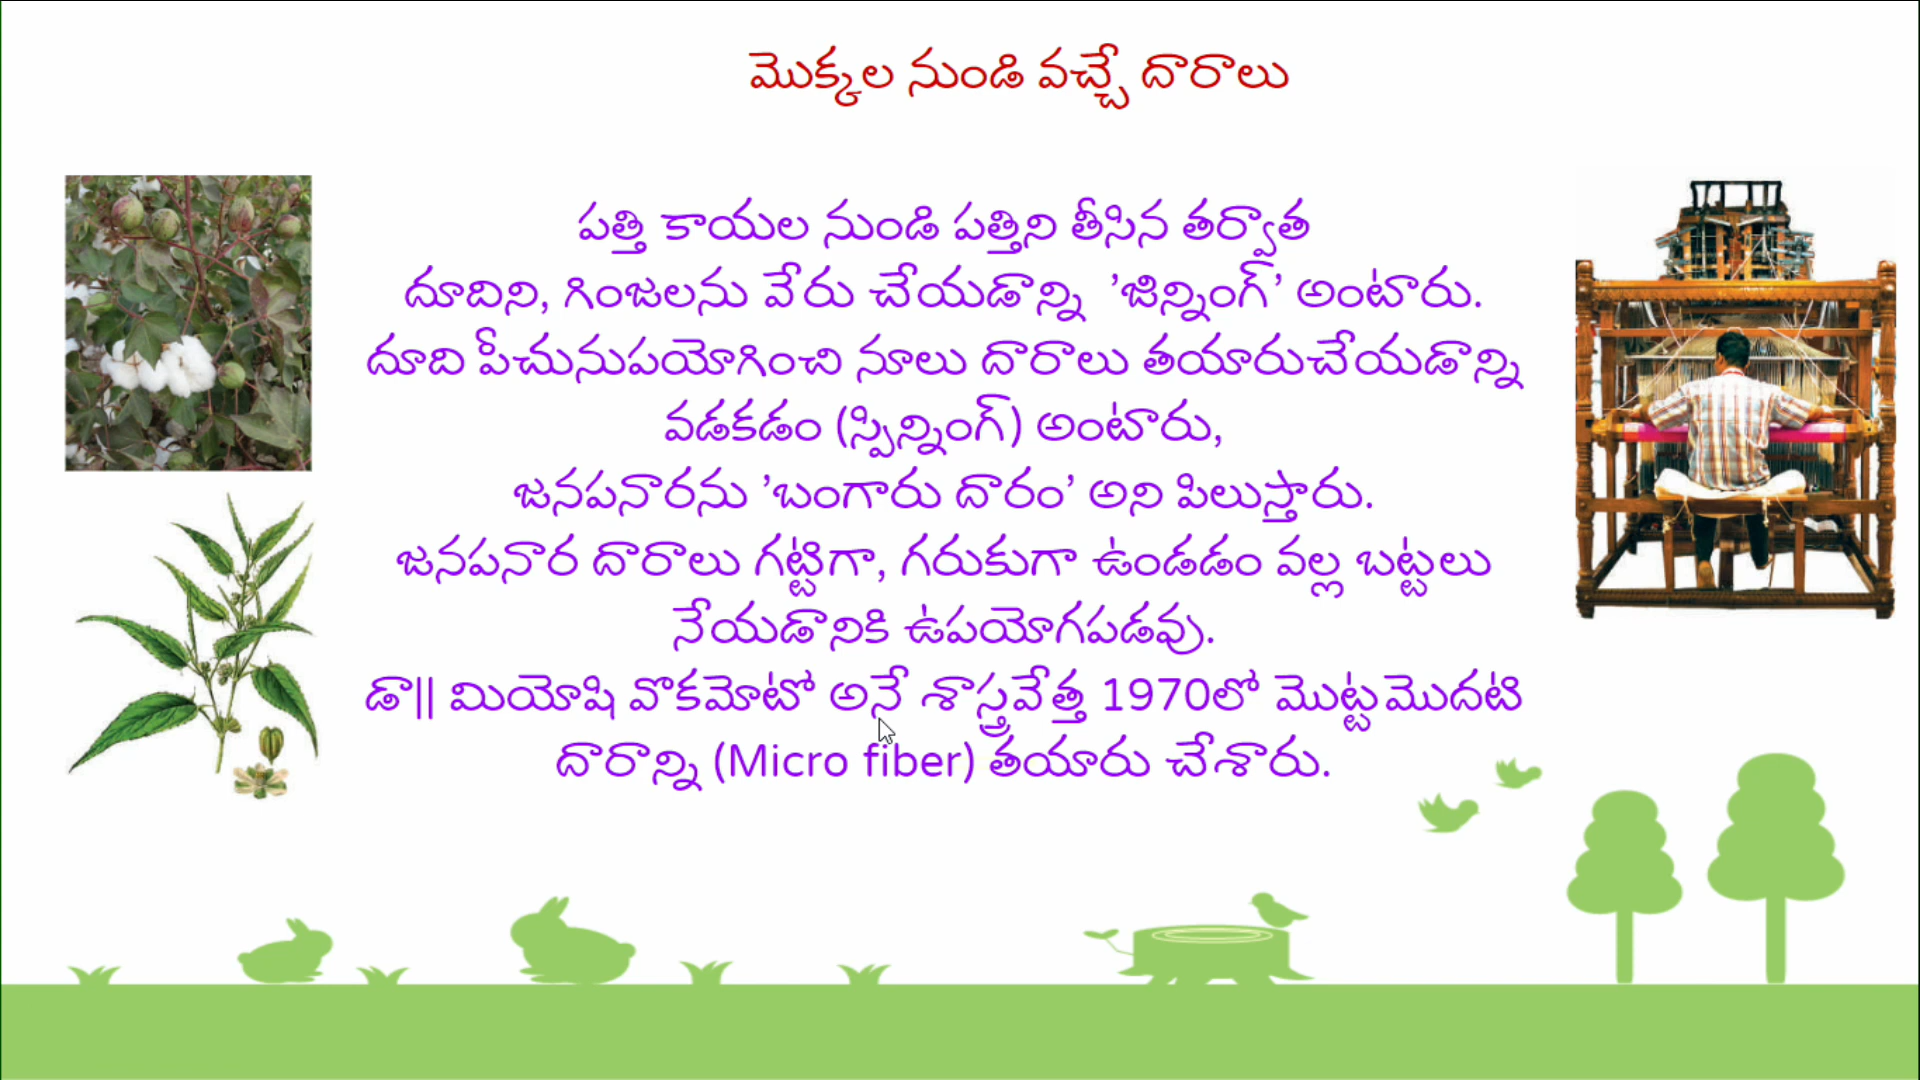 మొక్కల నుండి వచ్చే దారాలు
పత్తి కాయల నుండి పత్తిని తీసిన తర్వాత
దూదిని, గింజలను వేరు చేయడాన్ని 'జిన్నింగ్' అంటారు.
దూది పీచునుపయోగించి నూలు దారాలు తయారుచేయడాన్ని
వడకడం (స్పిన్నింగ్) అంటారు,
జనపనారను 'బంగారు దారం' అని పిలుస్తారు.
జనపనార దారాలు గట్టిగా, గరుకుగా ఉండడం వల్ల బట్టలు
నేయడానికి ఉపయోగపడవు.
డా|| మియోషి వొకమోటో అనే శాస్త్రవేత్త 1970లో మొట్టమొదటి
దారాన్ని (Micro fiber) తయారు చేశారు.